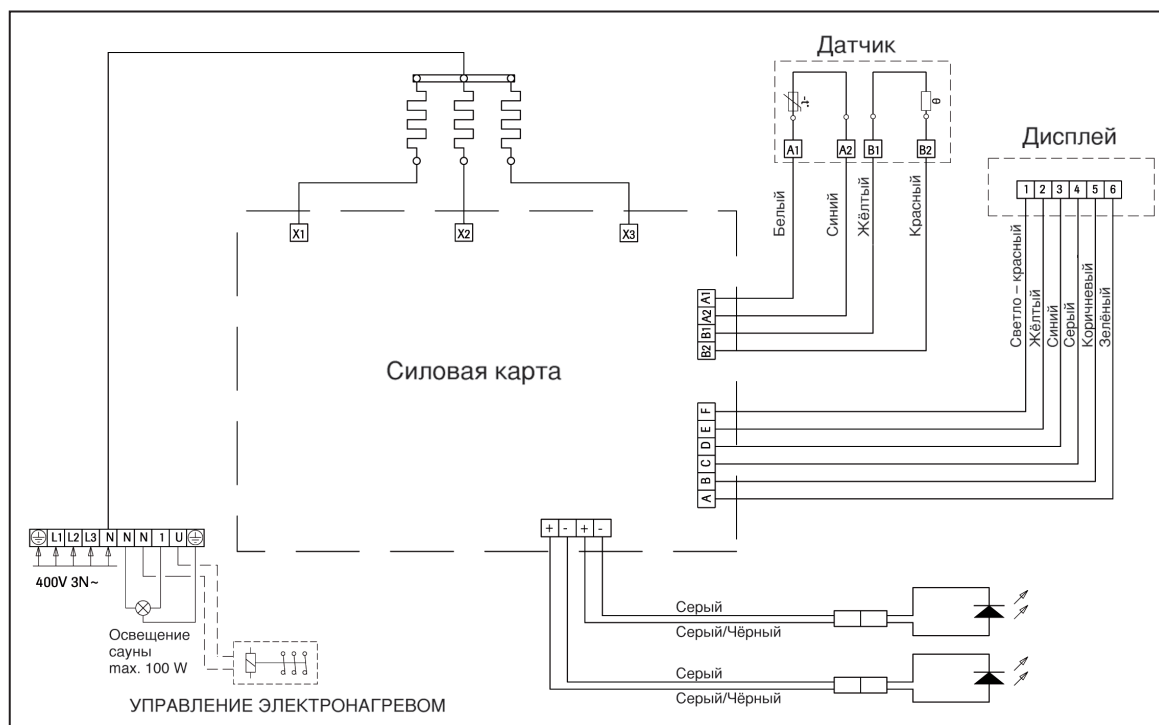 Датчик
-t°
θ
A1 A2 B1 B2
Дисплей
1 2 3 4 5 6
Белый
Синий
Жёлтый
Красный
Светло – красный
Жёлтый
Синий
Серый
Коричневый
Зелёный
X1 X2 X3
A1
A2
B1
B2
Силовая карта
F
E
D
C
B
A
+ - + -
L1 L2 L3 N N N 1 U
400V 3N~
Освещение
сауны
max. 100 W
УПРАВЛЕНИЕ ЭЛЕКТРОНАГРЕВОМ
Серый
Серый/Чёрный
Серый
Серый/Чёрный